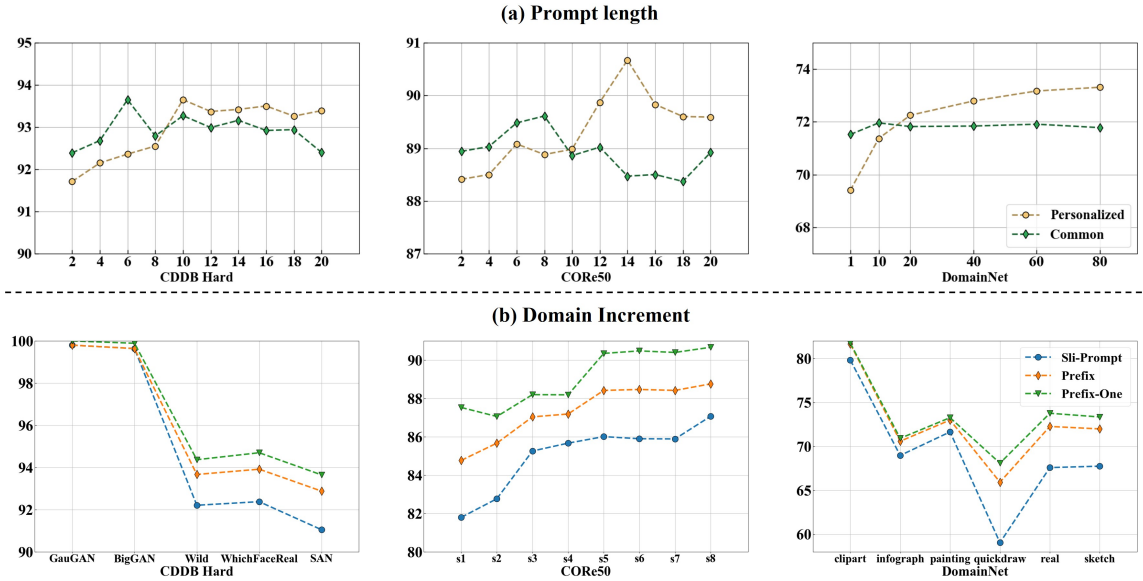 (a) Prompt length
95
94
93
92
91
90
2 4 6 8 10 12 14 16 18 20
CDDB Hard
91
90
89
88
87
2 4 6 8 10 12 14 16 18 20
CORe50
74
72
70
68
Personalized
Common
1 10 20 40 60 80
DomainNet
(b) Domain Increment
100
98
96
94
92
90
GauGAN BigGAN Wild WhichFaceReal SAN
CDDB Hard
90
88
86
84
82
80
s1 s2 s3 s4 s5 s6 s7 s8
CORe50
80
75
70
65
60
Sli-Prompt
Prefix
Prefix-One
clipart infograph painting quickdraw real sketch
DomainNet